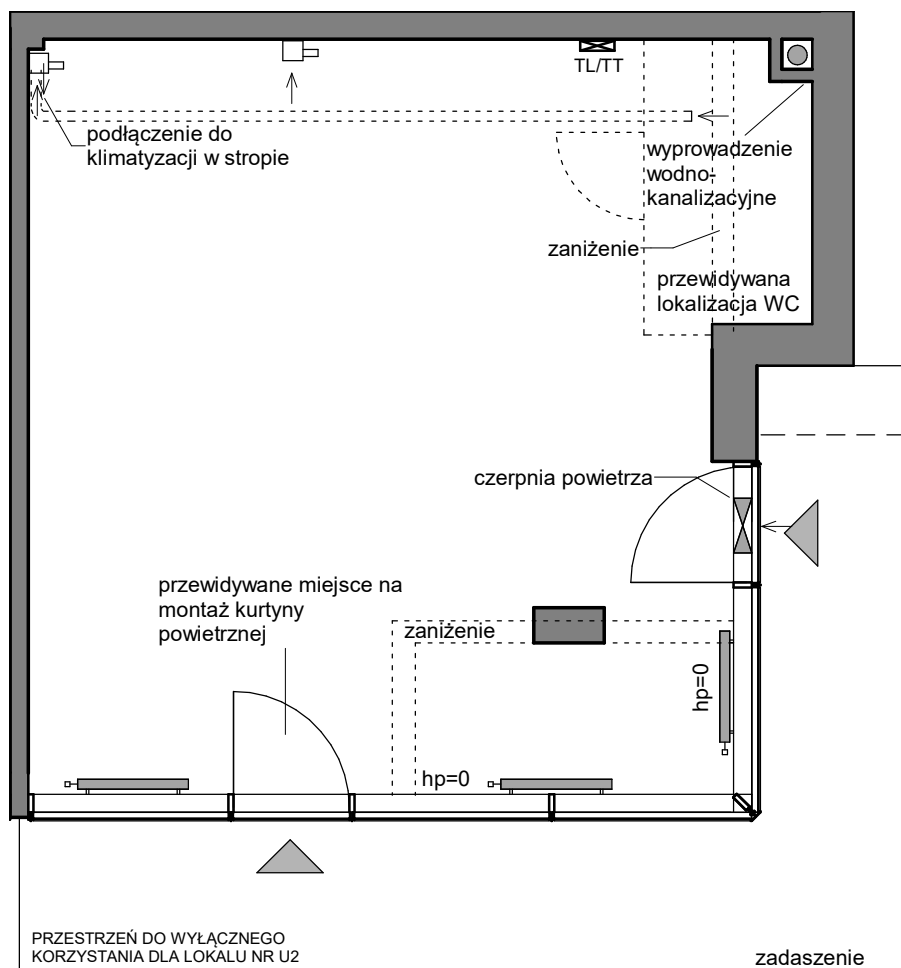 TL/TT
podłączenie do
klimatyzacji w stropie
wyprowadzenie
wodno-
kanalizacyjne
zaniżenie
przewidywana
lokalizacja WC
czerpnia powietrza
przewidywane miejsce na
montaż kurtyny
powietrznej
zaniżenie
hp=0
hp=0
PRZESTRZEŃ DO WYŁĄCZNEGO
KORZYSTANIA DLA LOKALU NR U2
zadaszenie